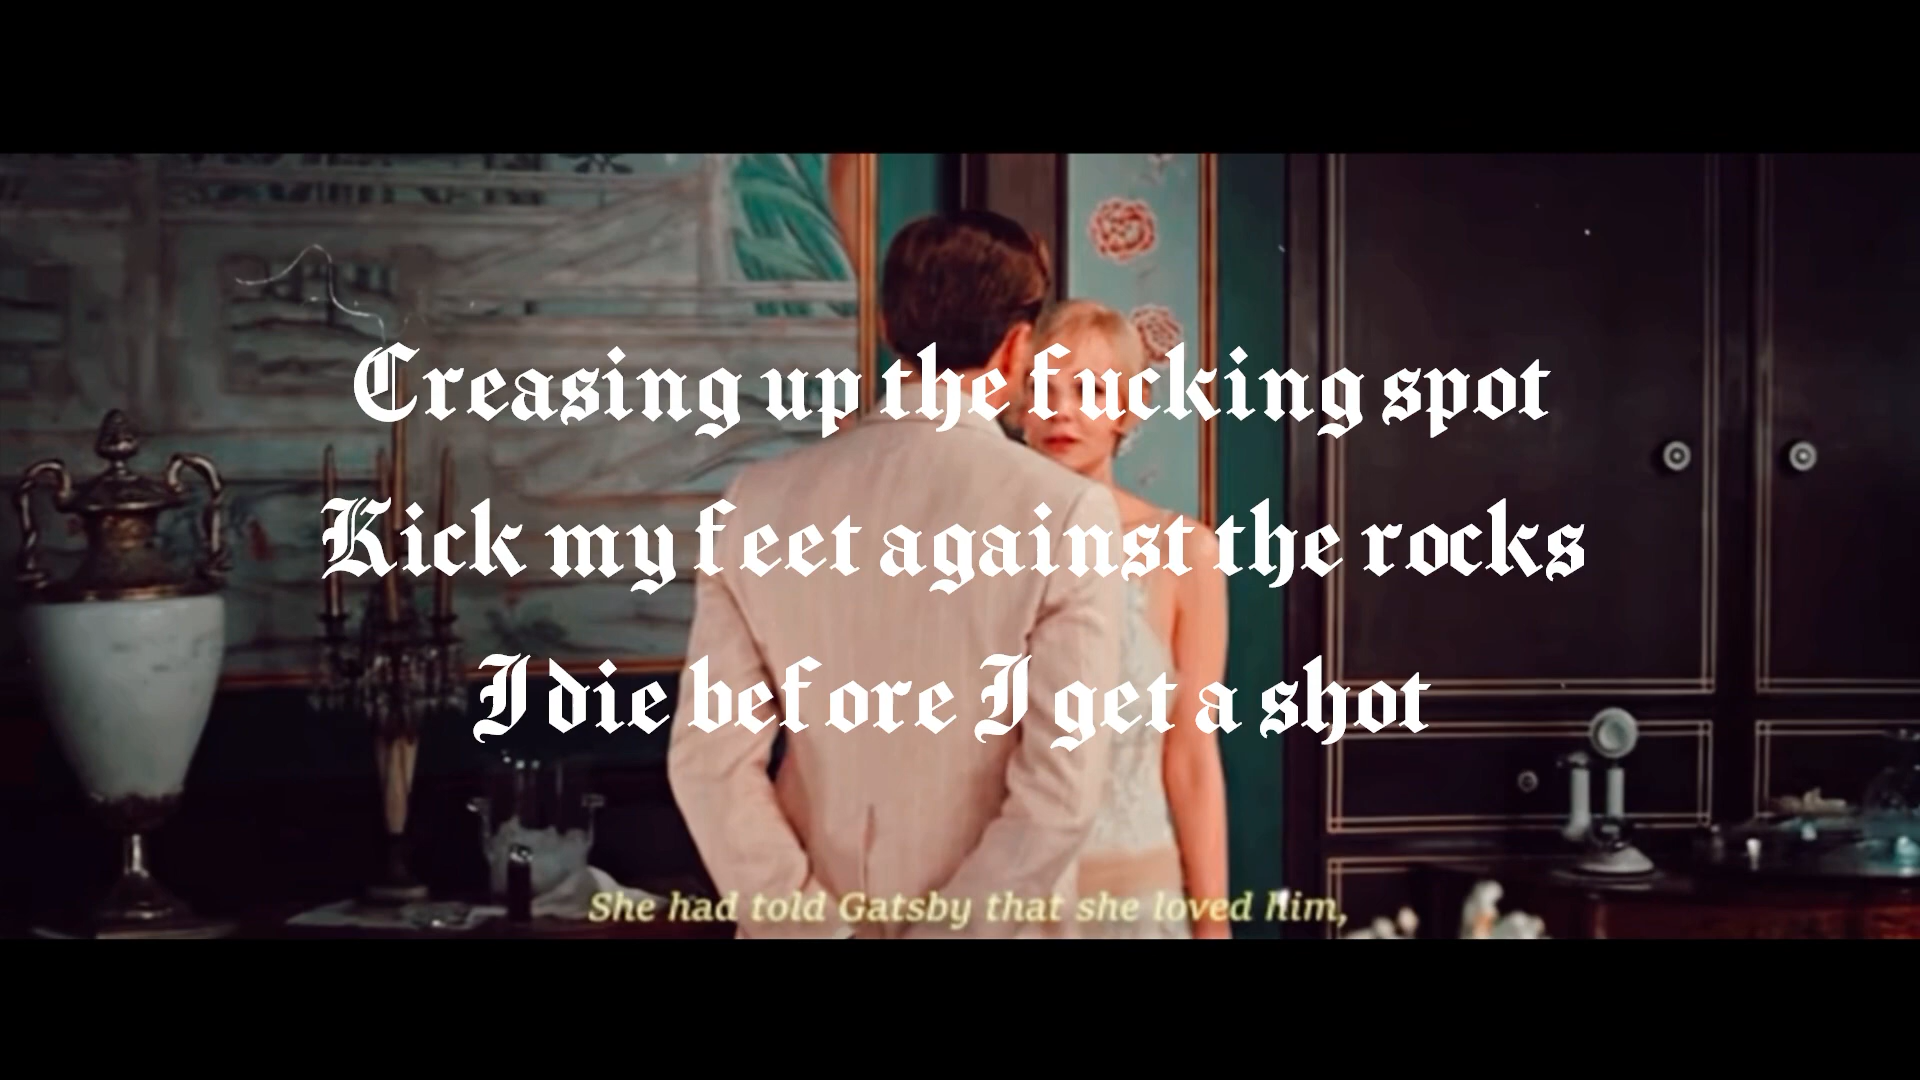 Creasing up the fucking spot
Kick my feet against the rocks
I die before I get a shot
She had told Gatsby that she loved him,